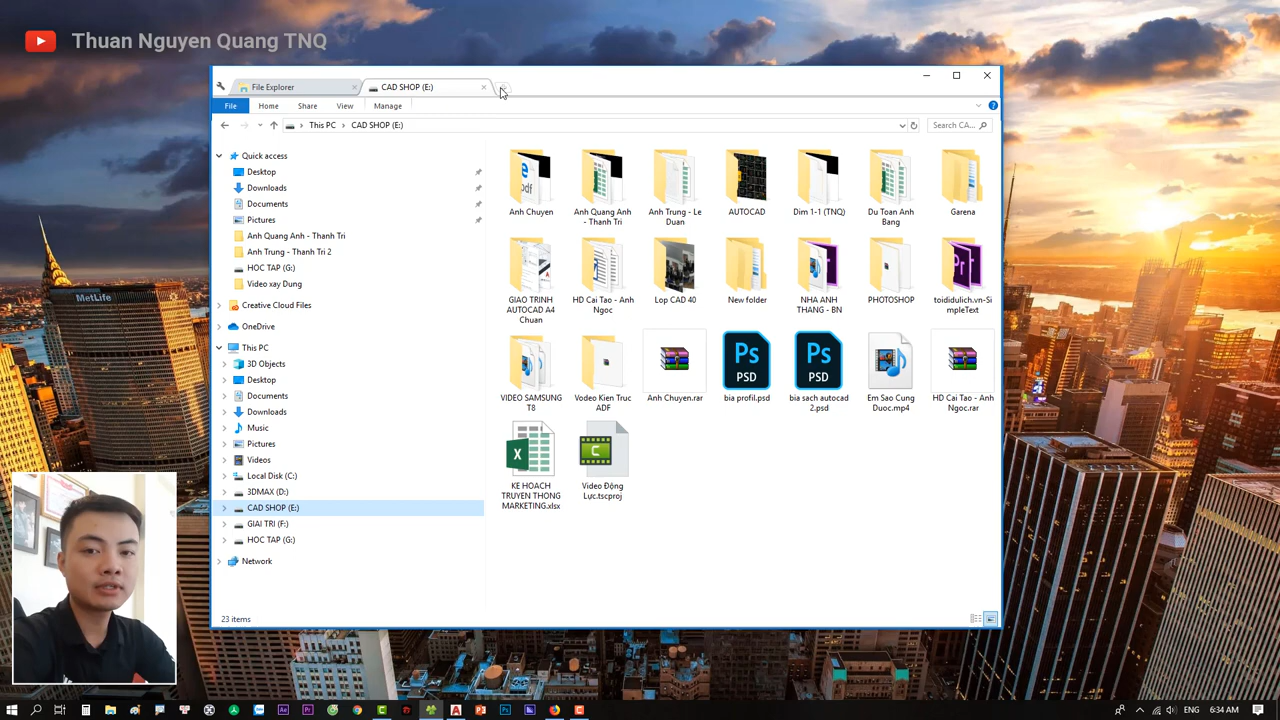 Thuan Nguyen Quang TNQ
File Explorer
CAD SHOP (E:)
File
Home
Share
View
Manage
This PC
CAD SHOP (E:)
Search CA...
Quick access
Desktop
Downloads
Documents
Pictures
Anh Quang Anh - Thanh Tri
Anh Trung - Thanh Tri 2
HOC TAP (G:)
Video xay Dung
Creative Cloud Files
OneDrive
This PC
3D Objects
Desktop
Documents
Downloads
Music
Pictures
Videos
Local Disk (C:)
3DMAX (D:)
CAD SHOP (E:)
GIAI TRI (F:)
HOC TAP (G:)
Network
Anh Chuyen
Anh Quang Anh
- Thanh Tri
Anh Trung - Le
Duan
AUTOCAD
Dim 1-1 (TNQ)
Du Toan Anh
Bang
Garena
GIAO TRINH
AUTOCAD A4
Chuan
HD Cai Tao - Anh
Ngoc
Lop CAD 40
New folder
NHA ANH
THANG - BN
PHOTOSHOP
toididulich.vn-Si
mpleText
VIDEO SAMSUNG
T8
Vodeo Kien Truc
ADF
Anh Chuyen.rar
Ps
PSD
bia profil.psd
Ps
PSD
bia sach autocad
2.psd
Em Sao Cung
Duoc.mp4
HD Cai Tao - Anh
Ngoc.rar
KE HOACH
TRUYEN THONG
MARKETING.xlsx
Video Động
Lực.tscproj
23 items
MetLife
6:34 AM